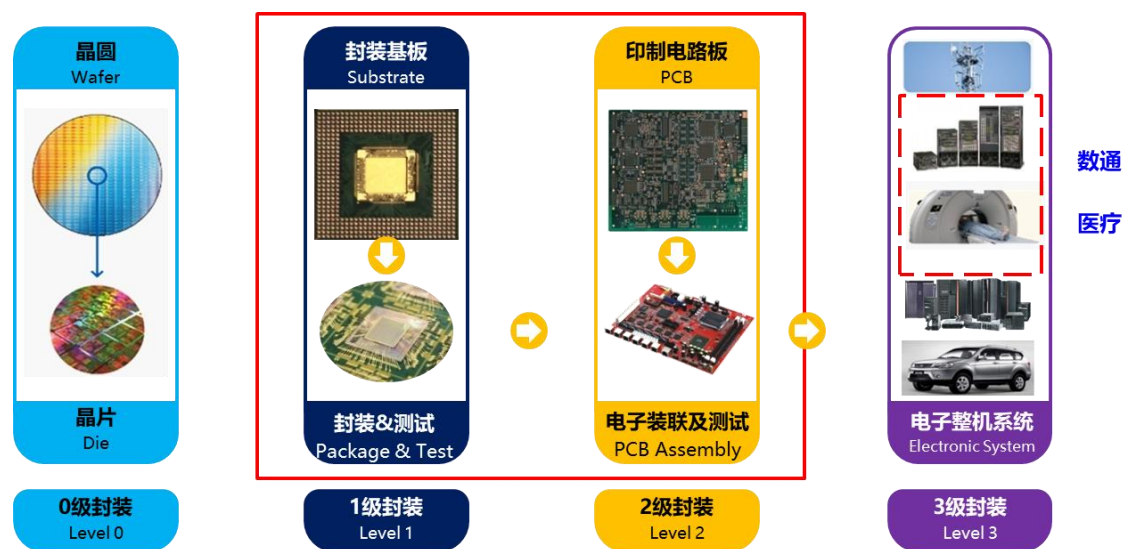 晶圆
Wafer
晶片
Die
0级封装
Level 0
封装基板
Substrate
封装&测试
Package & Test
1级封装
Level 1
印制电路板
PCB
电子装联及测试
PCB Assembly
2级封装
Level 2
电子整机系统
Electronic System
3级封装
Level 3
数通
医疗